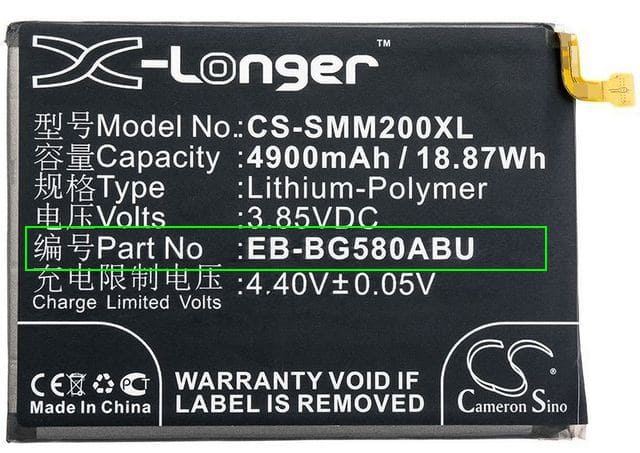 X-Longer™
型号Model No.:CS-SMM200XL
容量Capacity :4900mAh / 18.87Wh
规格Type :Lithium-Polymer
电压Volts :3.85VDC
编号Part No :EB-BG580ABU
充电限制电压 :4.40V±0.05V
Charge Limited Volts
CE
Made In China
WARRANTY VOID IF
LABEL IS REMOVED
CS
Cameron Sino